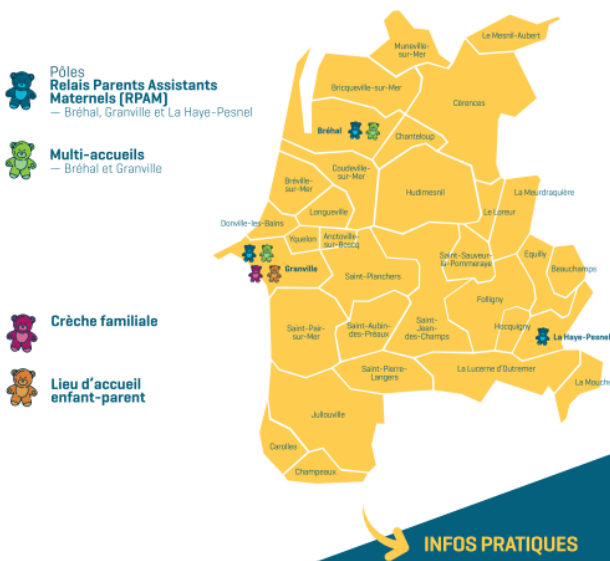 Pôles
Relais Parents Assistants
Maternels (RPAM)
— Bréhal, Granville et La Haye-Pesnel
Multi-accueils
— Bréhal et Granville
Crèche familiale
Lieu d'accueil
enfant-parent
Le Mesnil-Aubert
Muneville-
sur-Mer
Bricqueville-sur-Mer
Cérences
Bréhal
Chanteloup
Coudeville-
sur-Mer
Bréville-
sur-Mer
Hudimesnil
La Meurdraquière
Longueville
Le Loreur
Donville-les-Bains
Yquelon
Anctoville-
sur-Boscq
Saint-Sauveur-
la-Pommeraye
Equilly
Beauchamps
Granville
Saint-Planchers
Folligny
Saint-Pair-
sur-Mer
Saint-Aubin-
des-Préaux
Saint-
Jean-
des-Champs
Hocquigny
La Haye-Pesnel
Saint-Pierre-
Langers
La Lucerne d'Outremer
La Mouche
Jullouville
Carolles
Champeaux
INFOS PRATIQUES